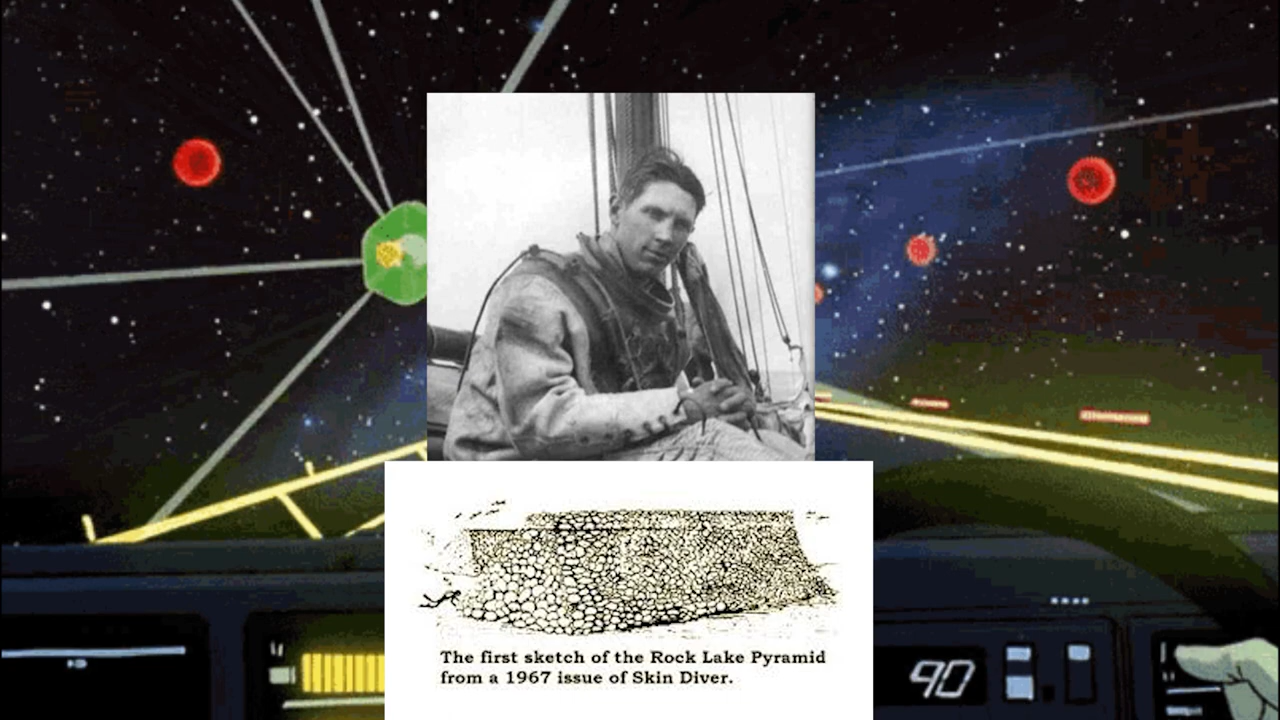 The first sketch of the Rock Lake Pyramid
from a 1967 issue of Skin Diver.
90